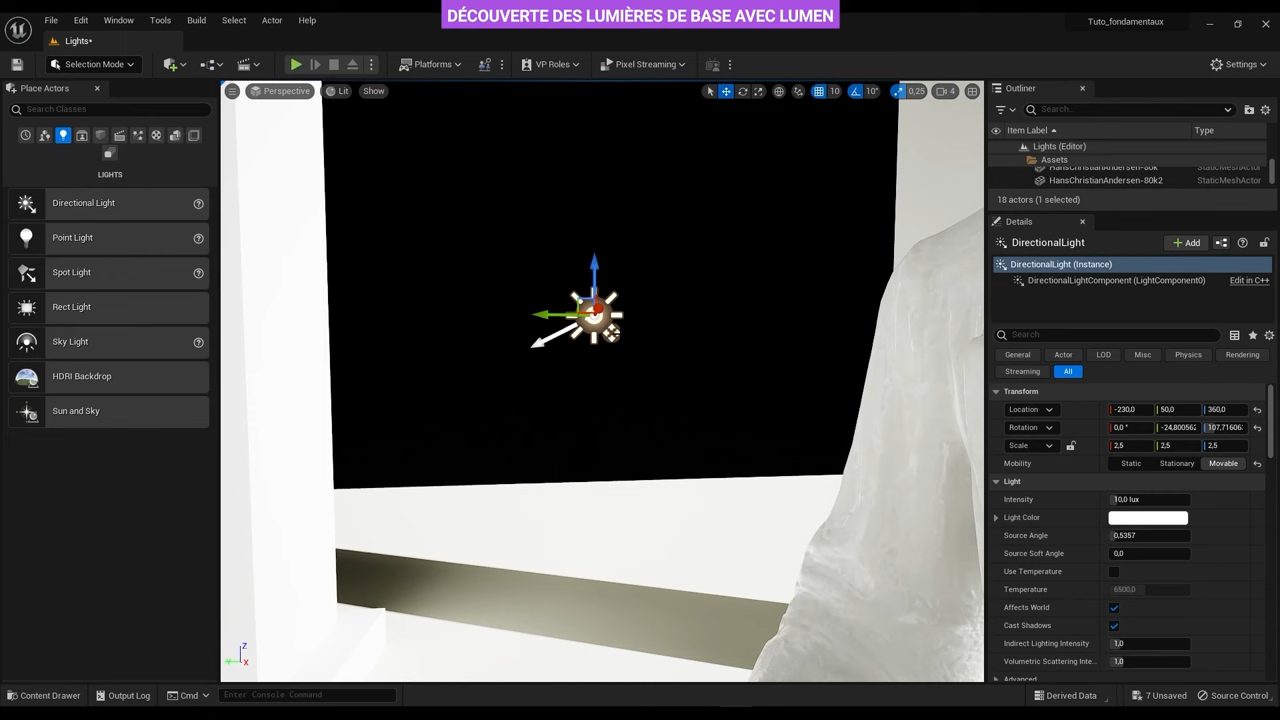 DÉCOUVERTE DES LUMIÈRES DE BASE AVEC LUMEN
File Edit Window Tools Build Select Actor Help
Tuto_fondamentaux
Lights•
Selection Mode
Platforms
VP Roles
Pixel Streaming
Settings
Place Actors
Search Classes
LIGHTS
Directional Light
Point Light
Spot Light
Rect Light
Sky Light
HDRI Backdrop
Sun and Sky
Perspective Lit Show
10 10° 0,25 4
Z
Y X
Outliner
Search...
Item Label Type
Lights (Editor)
Assets
HansChristianAndersen-80k StaticMeshActor
HansChristianAndersen-80k2 StaticMeshActor
18 actors (1 selected)
Details
DirectionalLight
Add
DirectionalLight (Instance)
DirectionalLightComponent (LightComponent0) Edit in C++
Search
General Actor LOD Misc Physics Rendering
Streaming All
Transform
Location -230,0 50,0 360,0
Rotation 0,0 ° -24,800562 107,71606
Scale 2,5 2,5 2,5
Mobility Static Stationary Movable
Light
Intensity 10,0 lux
Light Color
Source Angle 0,5357
Source Soft Angle 0,0
Use Temperature
Temperature 6500,0
Affects World
Cast Shadows
Indirect Lighting Intensity 1,0
Volumetric Scattering Inte... 1,0
Content Drawer Output Log Cmd Enter Console Command
Derived Data 7 Unsaved Source Control